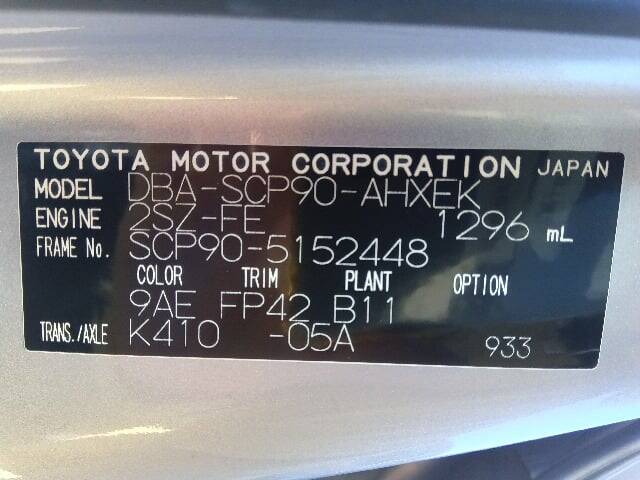 TOYOTA MOTOR CORPORATION JAPAN
MODEL DBA-SCP90-AHXEK
ENGINE 2SZ-FE 1296 mL
FRAME No. SCP90-5152448
COLOR TRIM PLANT OPTION
9AE FP42 B11
TRANS./AXLE K410 -05A 933